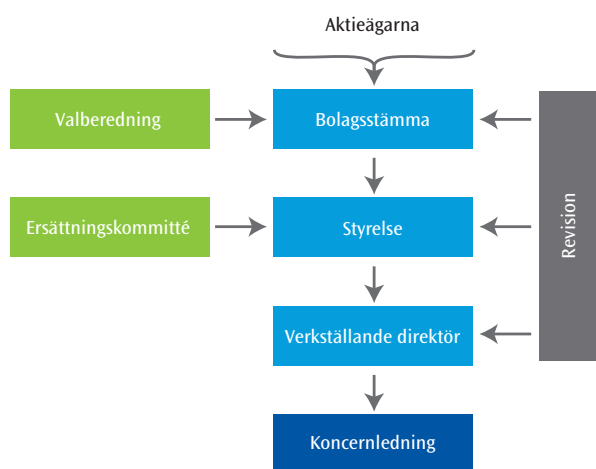 Aktieägarna
Valberedning
Bolagsstämma
Ersättningskommitté
Styrelse
Revision
Verkställande direktör
Koncernledning